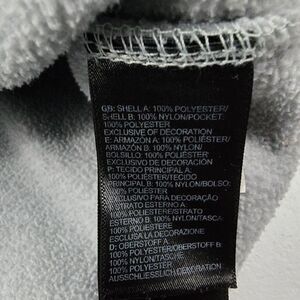 GB: SHELL A: 100% POLYESTER/
SHELL B: 100% NYLON/POCKET:
100% POLYESTER
EXCLUSIVE OF DECORATION
E: ARMAZÓN A: 100% POLIÉSTER/
ARMAZÓN B: 100% NYLON/
BOLSILLO: 100% POLIÉSTER
EXCLUSIVO DE DECORACIÓN
P: TECIDO PRINCIPAL A:
100% POLIÉSTER/TECIDO
PRINCIPAL B: 100% NYLON/BOLSO:
100% POLIÉSTER
EXCLUSIVO PARA DECORAÇÃO
STRATO ESTERNO A:
100% POLIESTERE/STRATO
ESTERNO B: 100% NYLON/TASCA:
100% POLIESTERE
ESCLUSA LA DECORAZIONE
D: OBERSTOFF A:
100% POLYESTER/OBERSTOFF B:
100% NYLON/TASCHE:
100% POLYESTER
AUSSCHLIESSLICH DEKORATION